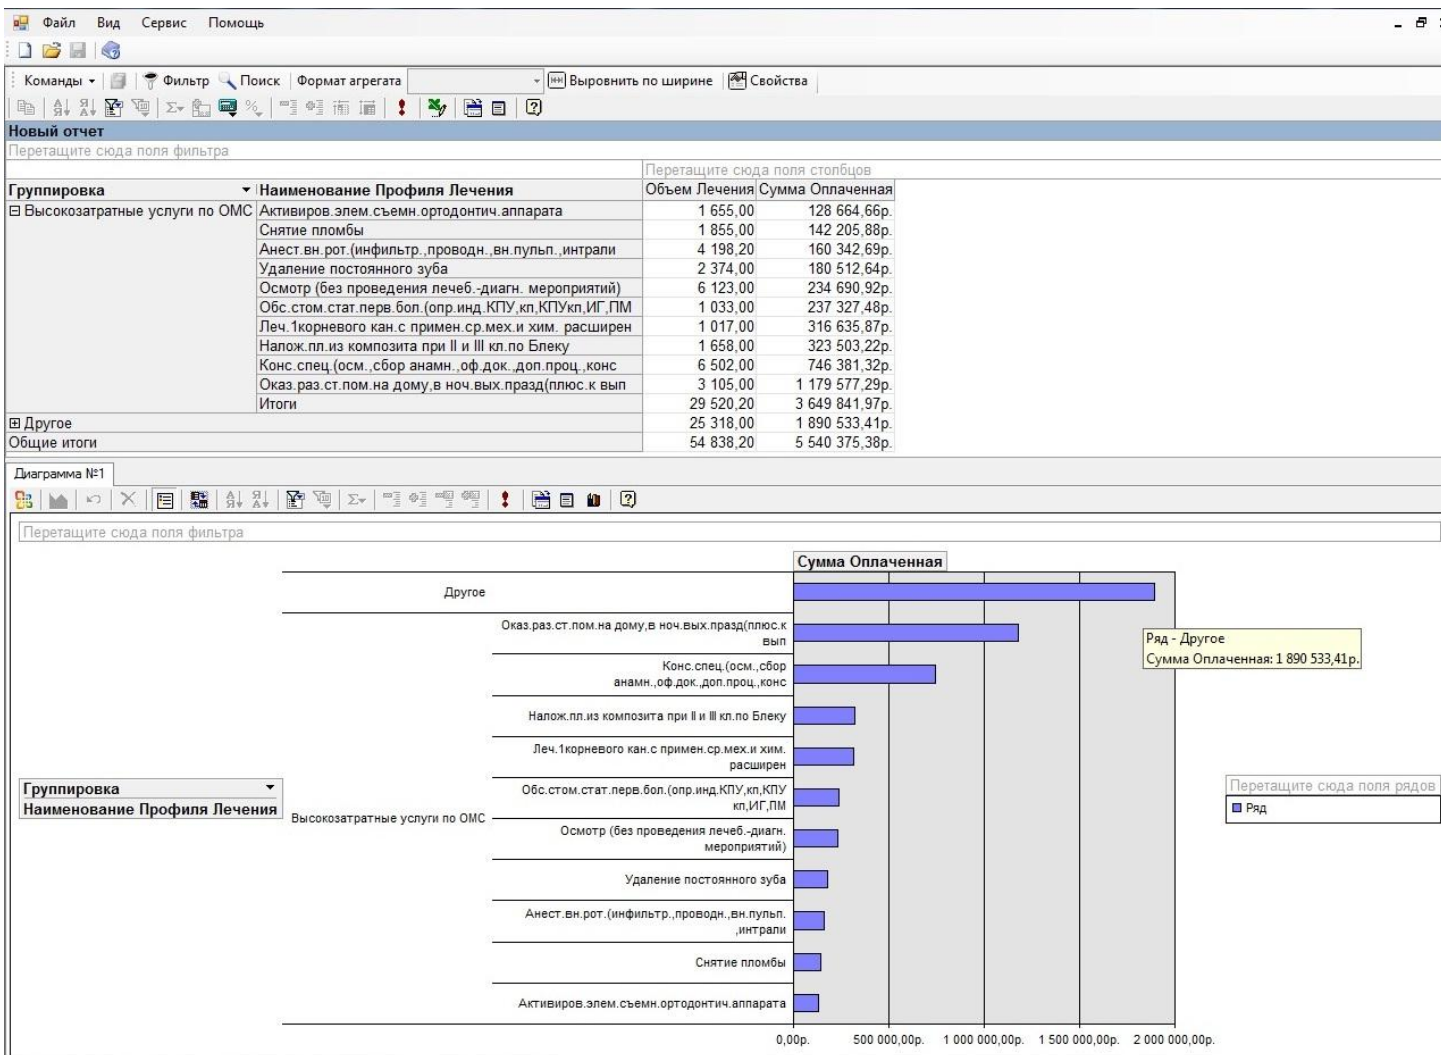 Файл Вид Сервис Помощь
Команды Фильтр Поиск Формат агрегата Выровнить по ширине Свойства
Новый отчет
Перетащите сюда поля фильтра
Перетащите сюда поля столбцов
Группировка Наименование Профиля Лечения Объем Лечения Сумма Оплаченная
Высокозатратные услуги по ОМС Активиров.элем.съемн.ортодонтич.аппарата 1 655,00 128 664,66р.
Снятие пломбы 1 855,00 142 205,88р.
Анест.вн.рот.(инфильтр.,проводн.,вн.пульп.,интрали 4 198,20 160 342,69р.
Удаление постоянного зуба 2 374,00 180 512,64р.
Осмотр (без проведения лечеб.-диагн. мероприятий) 6 123,00 234 690,92р.
Обс.стом.стат.перв.бол.(опр.инд.КПУ,кп,КПУкп,ИГ,ПМ 1 033,00 237 327,48р.
Леч.1корневого кан.с примен.ср.мех.и хим. расширен 1 017,00 316 635,87р.
Налож.пл.из композита при II и III кл.по Блеку 1 658,00 323 503,22р.
Конс.спец.(осм.,сбор анамн.,оф.док.,доп.проц.,конс 6 502,00 746 381,32р.
Оказ.раз.ст.пом.на дому,в ноч.вых.празд(плюс.к вып 3 105,00 1 179 577,29р.
Итоги 29 520,20 3 649 841,97р.
Другое 25 318,00 1 890 533,41р.
Общие итоги 54 838,20 5 540 375,38р.
Диаграмма №1
Перетащите сюда поля фильтра
Сумма Оплаченная
Другое
Оказ.раз.ст.пом.на дому,в ноч.вых.празд(плюс.к
вып
Ряд - Другое
Сумма Оплаченная: 1 890 533,41р.
Конс.спец.(осм.,сбор
анамн.,оф.док.,доп.проц.,конс
Налож.пл.из композита при II и III кл.по Блеку
Леч.1корневого кан.с примен.ср.мех.и хим.
расширен
Группировка
Наименование Профиля Лечения
Высокозатратные услуги по ОМС
Обс.стом.стат.перв.бол.(опр.инд.КПУ,кп,КПУ
кп,ИГ,ПМ
Перетащите сюда поля рядов
Ряд
Осмотр (без проведения лечеб.-диагн.
мероприятий)
Удаление постоянного зуба
Анест.вн.рот.(инфильтр.,проводн.,вн.пульп.
,интрали
Снятие пломбы
Активиров.элем.съемн.ортодонтич.аппарата
0,00р. 500 000,00р. 1 000 000,00р. 1 500 000,00р. 2 000 000,00р.